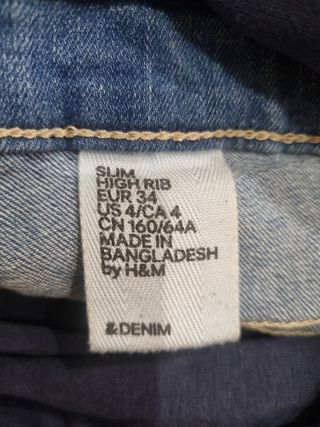 SLIM
HIGH RIB
EUR 34
US 4/CA 4
CN 160/64A
MADE IN
BANGLADESH
by H&M
&DENIM